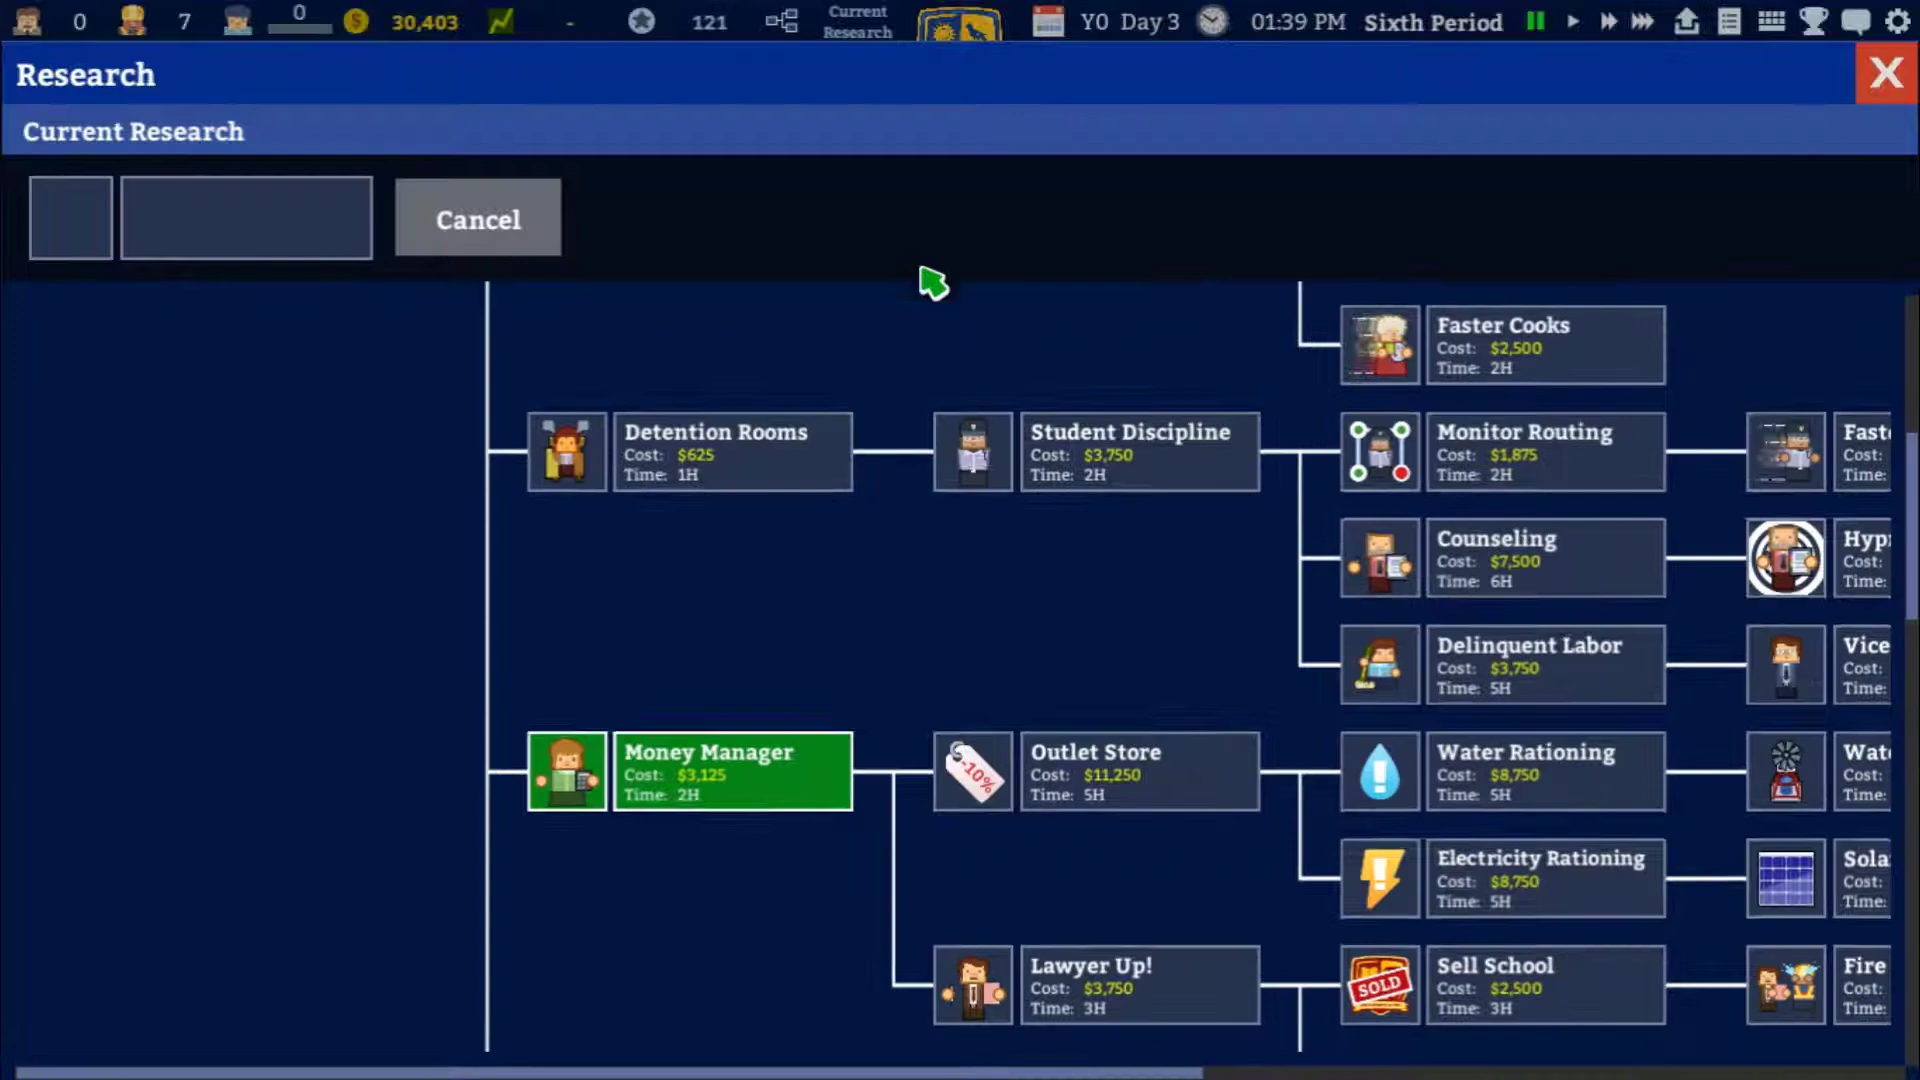 0 7 0 30,403 - 121 Current Research Y0 Day 3 01:39 PM Sixth Period
Research
Current Research
Cancel
Faster Cooks
Cost: $2,500
Time: 2H
Detention Rooms
Cost: $625
Time: 1H
Student Discipline
Cost: $3,750
Time: 2H
Monitor Routing
Cost: $1,875
Time: 2H
Faste
Cost:
Time:
Counseling
Cost: $7,500
Time: 6H
Hyp
Cost:
Time:
Delinquent Labor
Cost: $3,750
Time: 5H
Vice
Cost:
Time:
Money Manager
Cost: $3,125
Time: 2H
Outlet Store
Cost: $11,250
Time: 5H
-10%
Water Rationing
Cost: $8,750
Time: 5H
Wat
Cost:
Time:
Electricity Rationing
Cost: $8,750
Time: 5H
Sola
Cost:
Time:
Lawyer Up!
Cost: $3,750
Time: 3H
SOLD
Sell School
Cost: $2,500
Time: 3H
Fire
Cost:
Time: